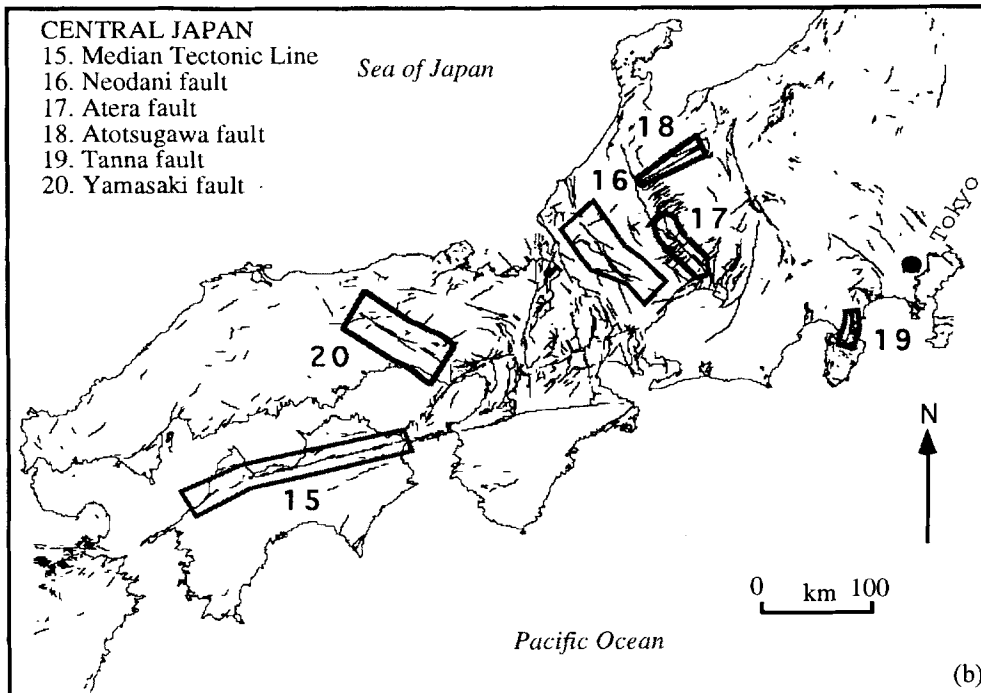 CENTRAL JAPAN
15. Median Tectonic Line
16. Neodani fault
17. Atera fault
18. Atotsugawa fault
19. Tanna fault
20. Yamasaki fault
Sea of Japan
18
16
17
Tokyo
19
20
15
N
0 km 100
Pacific Ocean
(b)